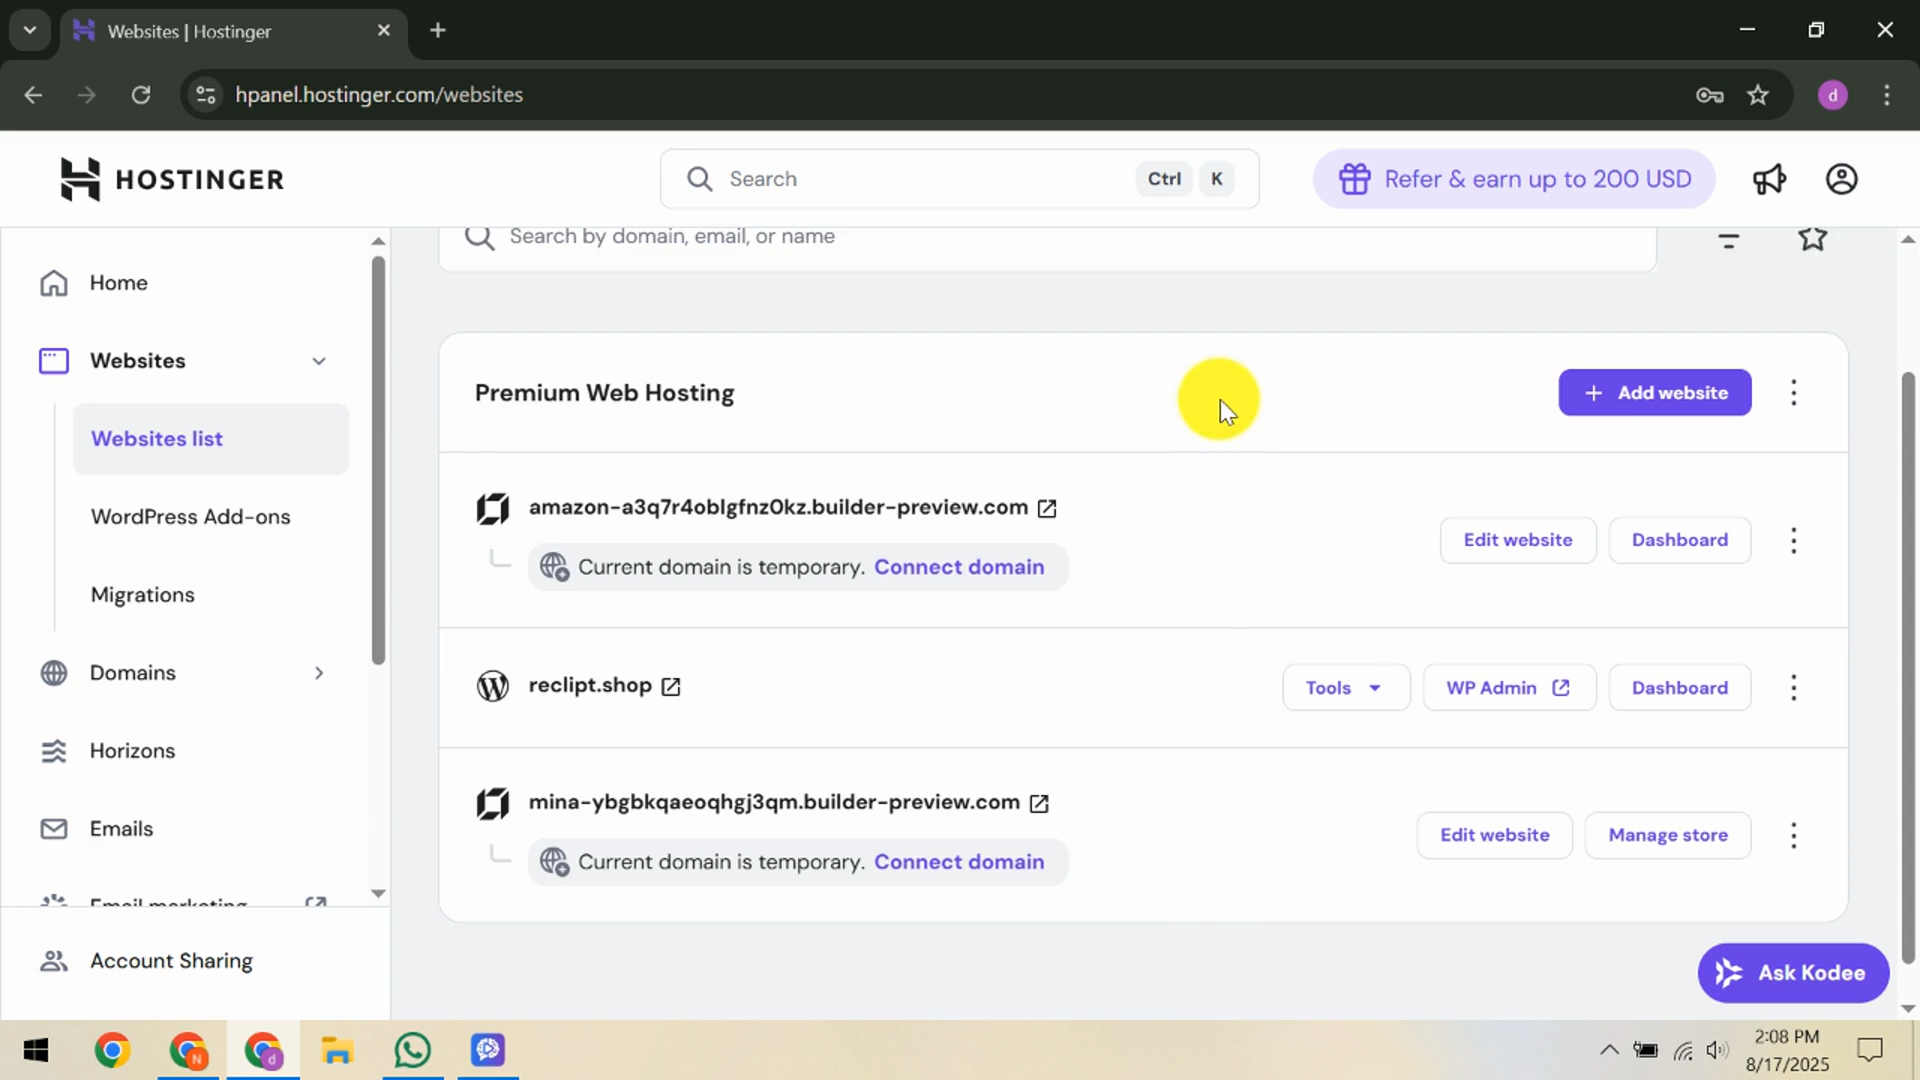 Websites | Hostinger
hpanel.hostinger.com/websites
d
HOSTINGER
Search
Ctrl K
Refer & earn up to 200 USD
Home
Websites
Websites list
WordPress Add-ons
Migrations
Domains
Horizons
Emails
Email marketing
Account Sharing
Search by domain, email, or name
Premium Web Hosting
+ Add website
amazon-a3q7r4oblgfnz0kz.builder-preview.com
Current domain is temporary. Connect domain
Edit website
Dashboard
reclipt.shop
Tools
WP Admin
Dashboard
mina-ybgbkqaeoqhgj3qm.builder-preview.com
Current domain is temporary. Connect domain
Edit website
Manage store
Ask Kodee
N
d
2:08 PM
8/17/2025